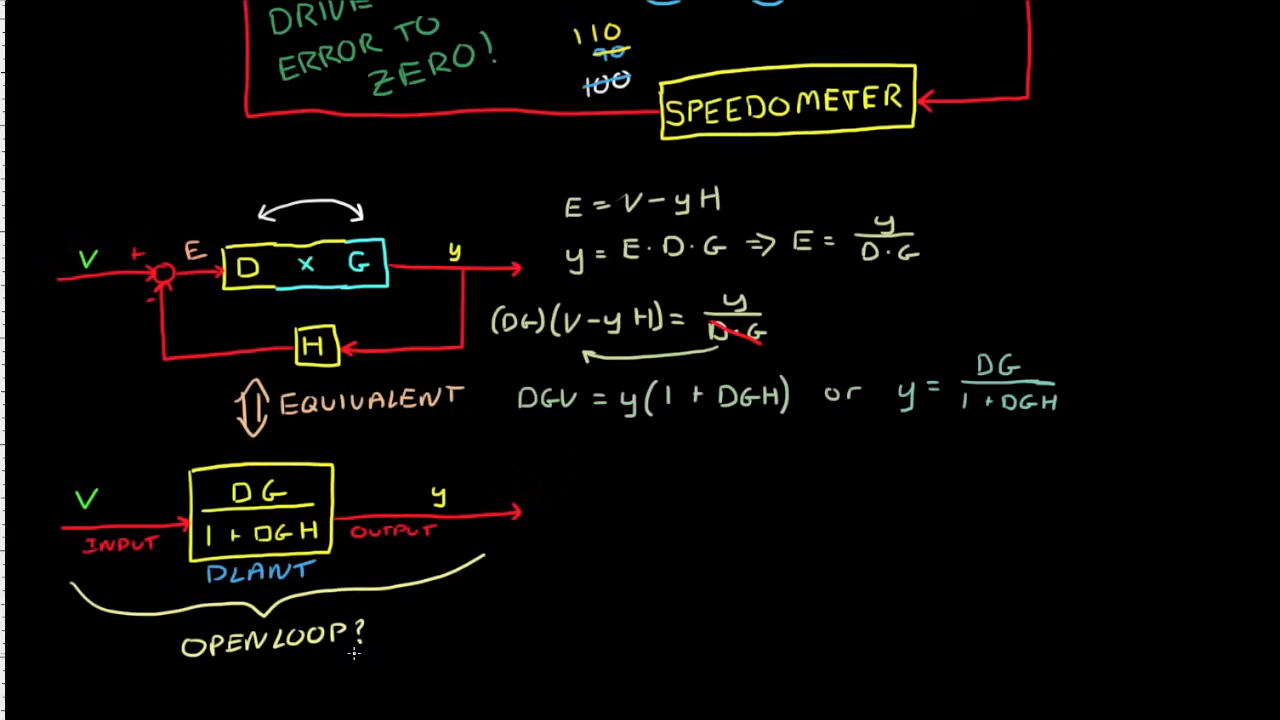 DRIVE
ERROR TO
ZERO!
110
90
100
SPEEDOMETER
E = V - yH
y = E · D · G => E = y / D·G
V + E D x G y
-
H
(DG)(V-yH) = y / D·G
EQUIVALENT
DGV = y(1 + DGH) or y = DG / 1 + DGH
V DG / 1 + DGH y
INPUT OUTPUT
PLANT
OPEN LOOP?